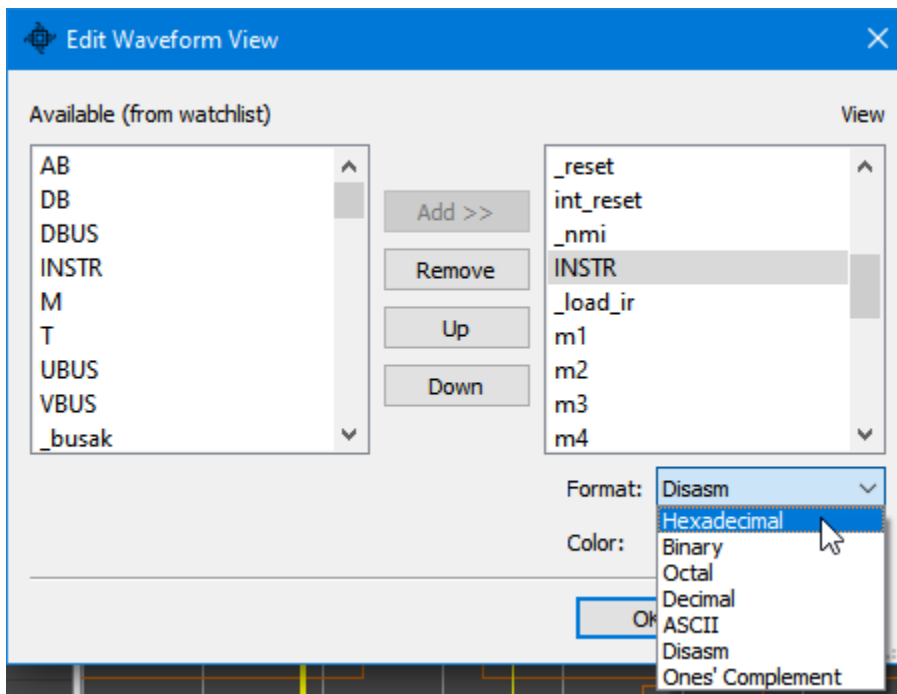 Edit Waveform View
Available (from watchlist)
View
AB
DB
DBUS
INSTR
M
T
UBUS
VBUS
_busak
Add >>
Remove
Up
Down
_reset
int_reset
_nmi
INSTR
_load_ir
m1
m2
m3
m4
Format: Disasm
Hexadecimal
Binary
Octal
Decimal
ASCII
Disasm
Ones' Complement
Color: